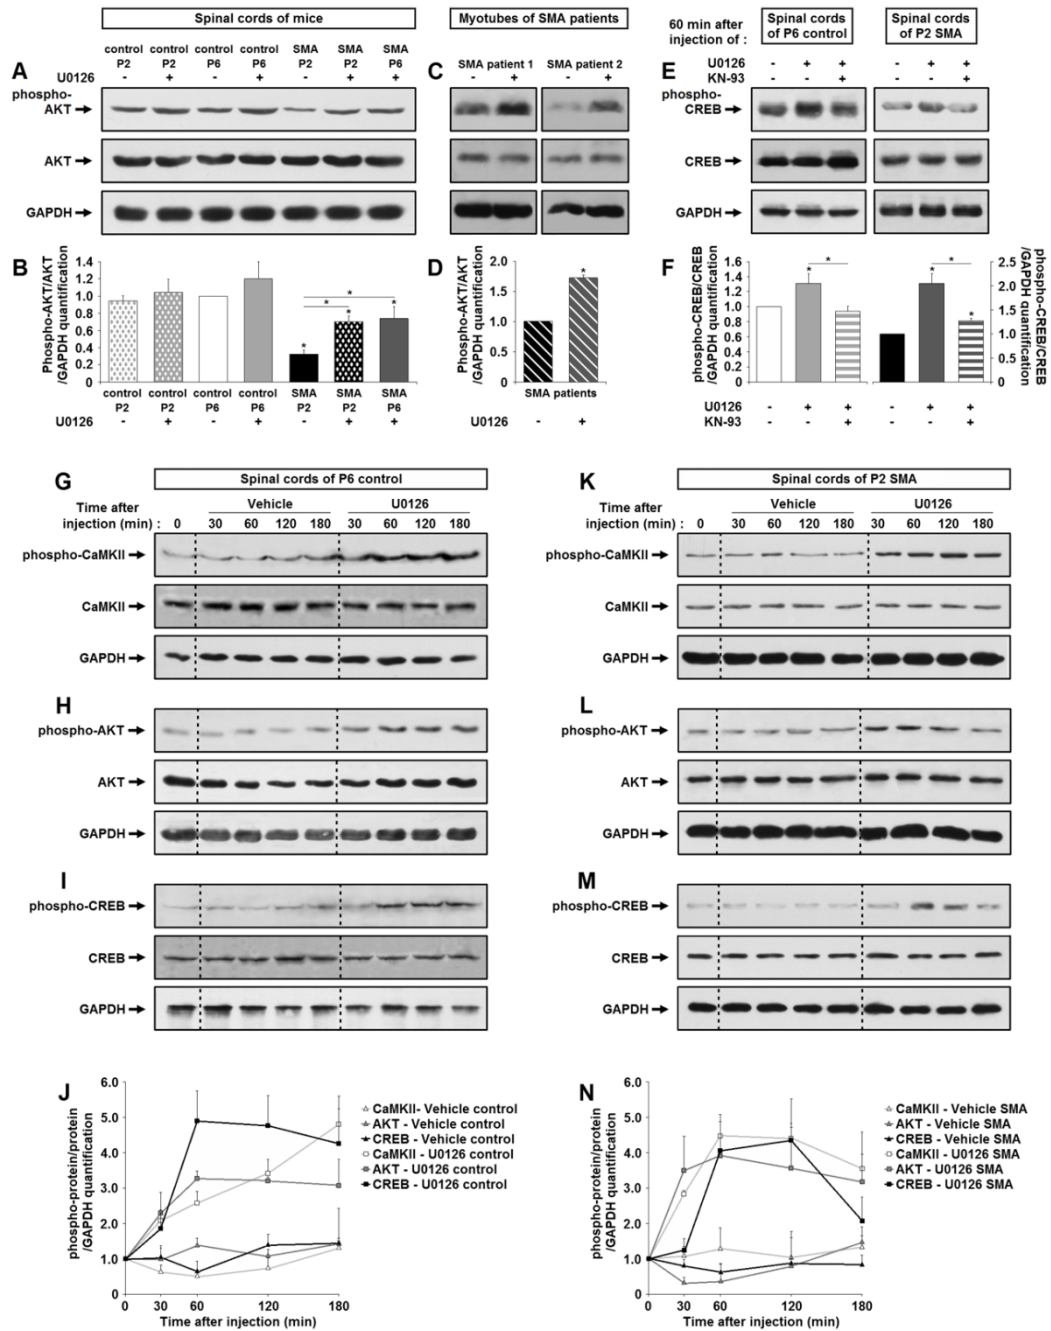 Spinal cords of mice
control P2
control P2
control P6
control P6
SMA P2
SMA P2
SMA P6
A
U0126 - + - + - + +
phospho-AKT
AKT
GAPDH
B
Phospho-AKT/AKT
/GAPDH quantification
1.4
1.2
1.0
0.8
0.6
0.4
0.2
0
*
*
*
*
*
control P2
control P2
control P6
control P6
SMA P2
SMA P2
SMA P6
U0126 - + - + - + +
Myotubes of SMA patients
C
SMA patient 1
SMA patient 2
- + - +
D
Phospho-AKT/AKT
/GAPDH quantification
2.0
1.5
1.0
0.5
0
*
SMA patients
U0126 - +
60 min after
injection of :
Spinal cords
of P6 control
Spinal cords
of P2 SMA
E
U0126 - + + - + +
KN-93 - - + - - +
phospho-CREB
CREB
GAPDH
F
phospho-CREB/CREB
/GAPDH quantification
1.6
1.4
1.2
1.0
0.8
0.6
0.4
0.2
0
*
*
*
*
*
2.5
2.0
1.5
1.0
0.5
0
phospho-CREB/CREB
/GAPDH quantification
U0126 - + + - + +
KN-93 - - + - - +
G
Spinal cords of P6 control
Time after
injection (min) :
Vehicle
U0126
0 30 60 120 180 30 60 120 180
phospho-CaMKII
CaMKII
GAPDH
H
phospho-AKT
AKT
GAPDH
I
phospho-CREB
CREB
GAPDH
K
Spinal cords of P2 SMA
Time after
injection (min) :
Vehicle
U0126
0 30 60 120 180 30 60 120 180
phospho-CaMKII
CaMKII
GAPDH
L
phospho-AKT
AKT
GAPDH
M
phospho-CREB
CREB
GAPDH
J
phospho-protein/protein
/GAPDH quantification
6.0
5.0
4.0
3.0
2.0
1.0
0
CaMKII- Vehicle control
AKT - Vehicle control
CREB - Vehicle control
CaMKII - U0126 control
AKT - U0126 control
CREB - U0126 control
0 30 60 120 180
Time after injection (min)
N
phospho-protein/protein
/GAPDH quantification
6.0
5.0
4.0
3.0
2.0
1.0
0
CaMKII - Vehicle SMA
AKT - Vehicle SMA
CREB - Vehicle SMA
CaMKII - U0126 SMA
AKT - U0126 SMA
CREB - U0126 SMA
0 30 60 120 180
Time after injection (min)